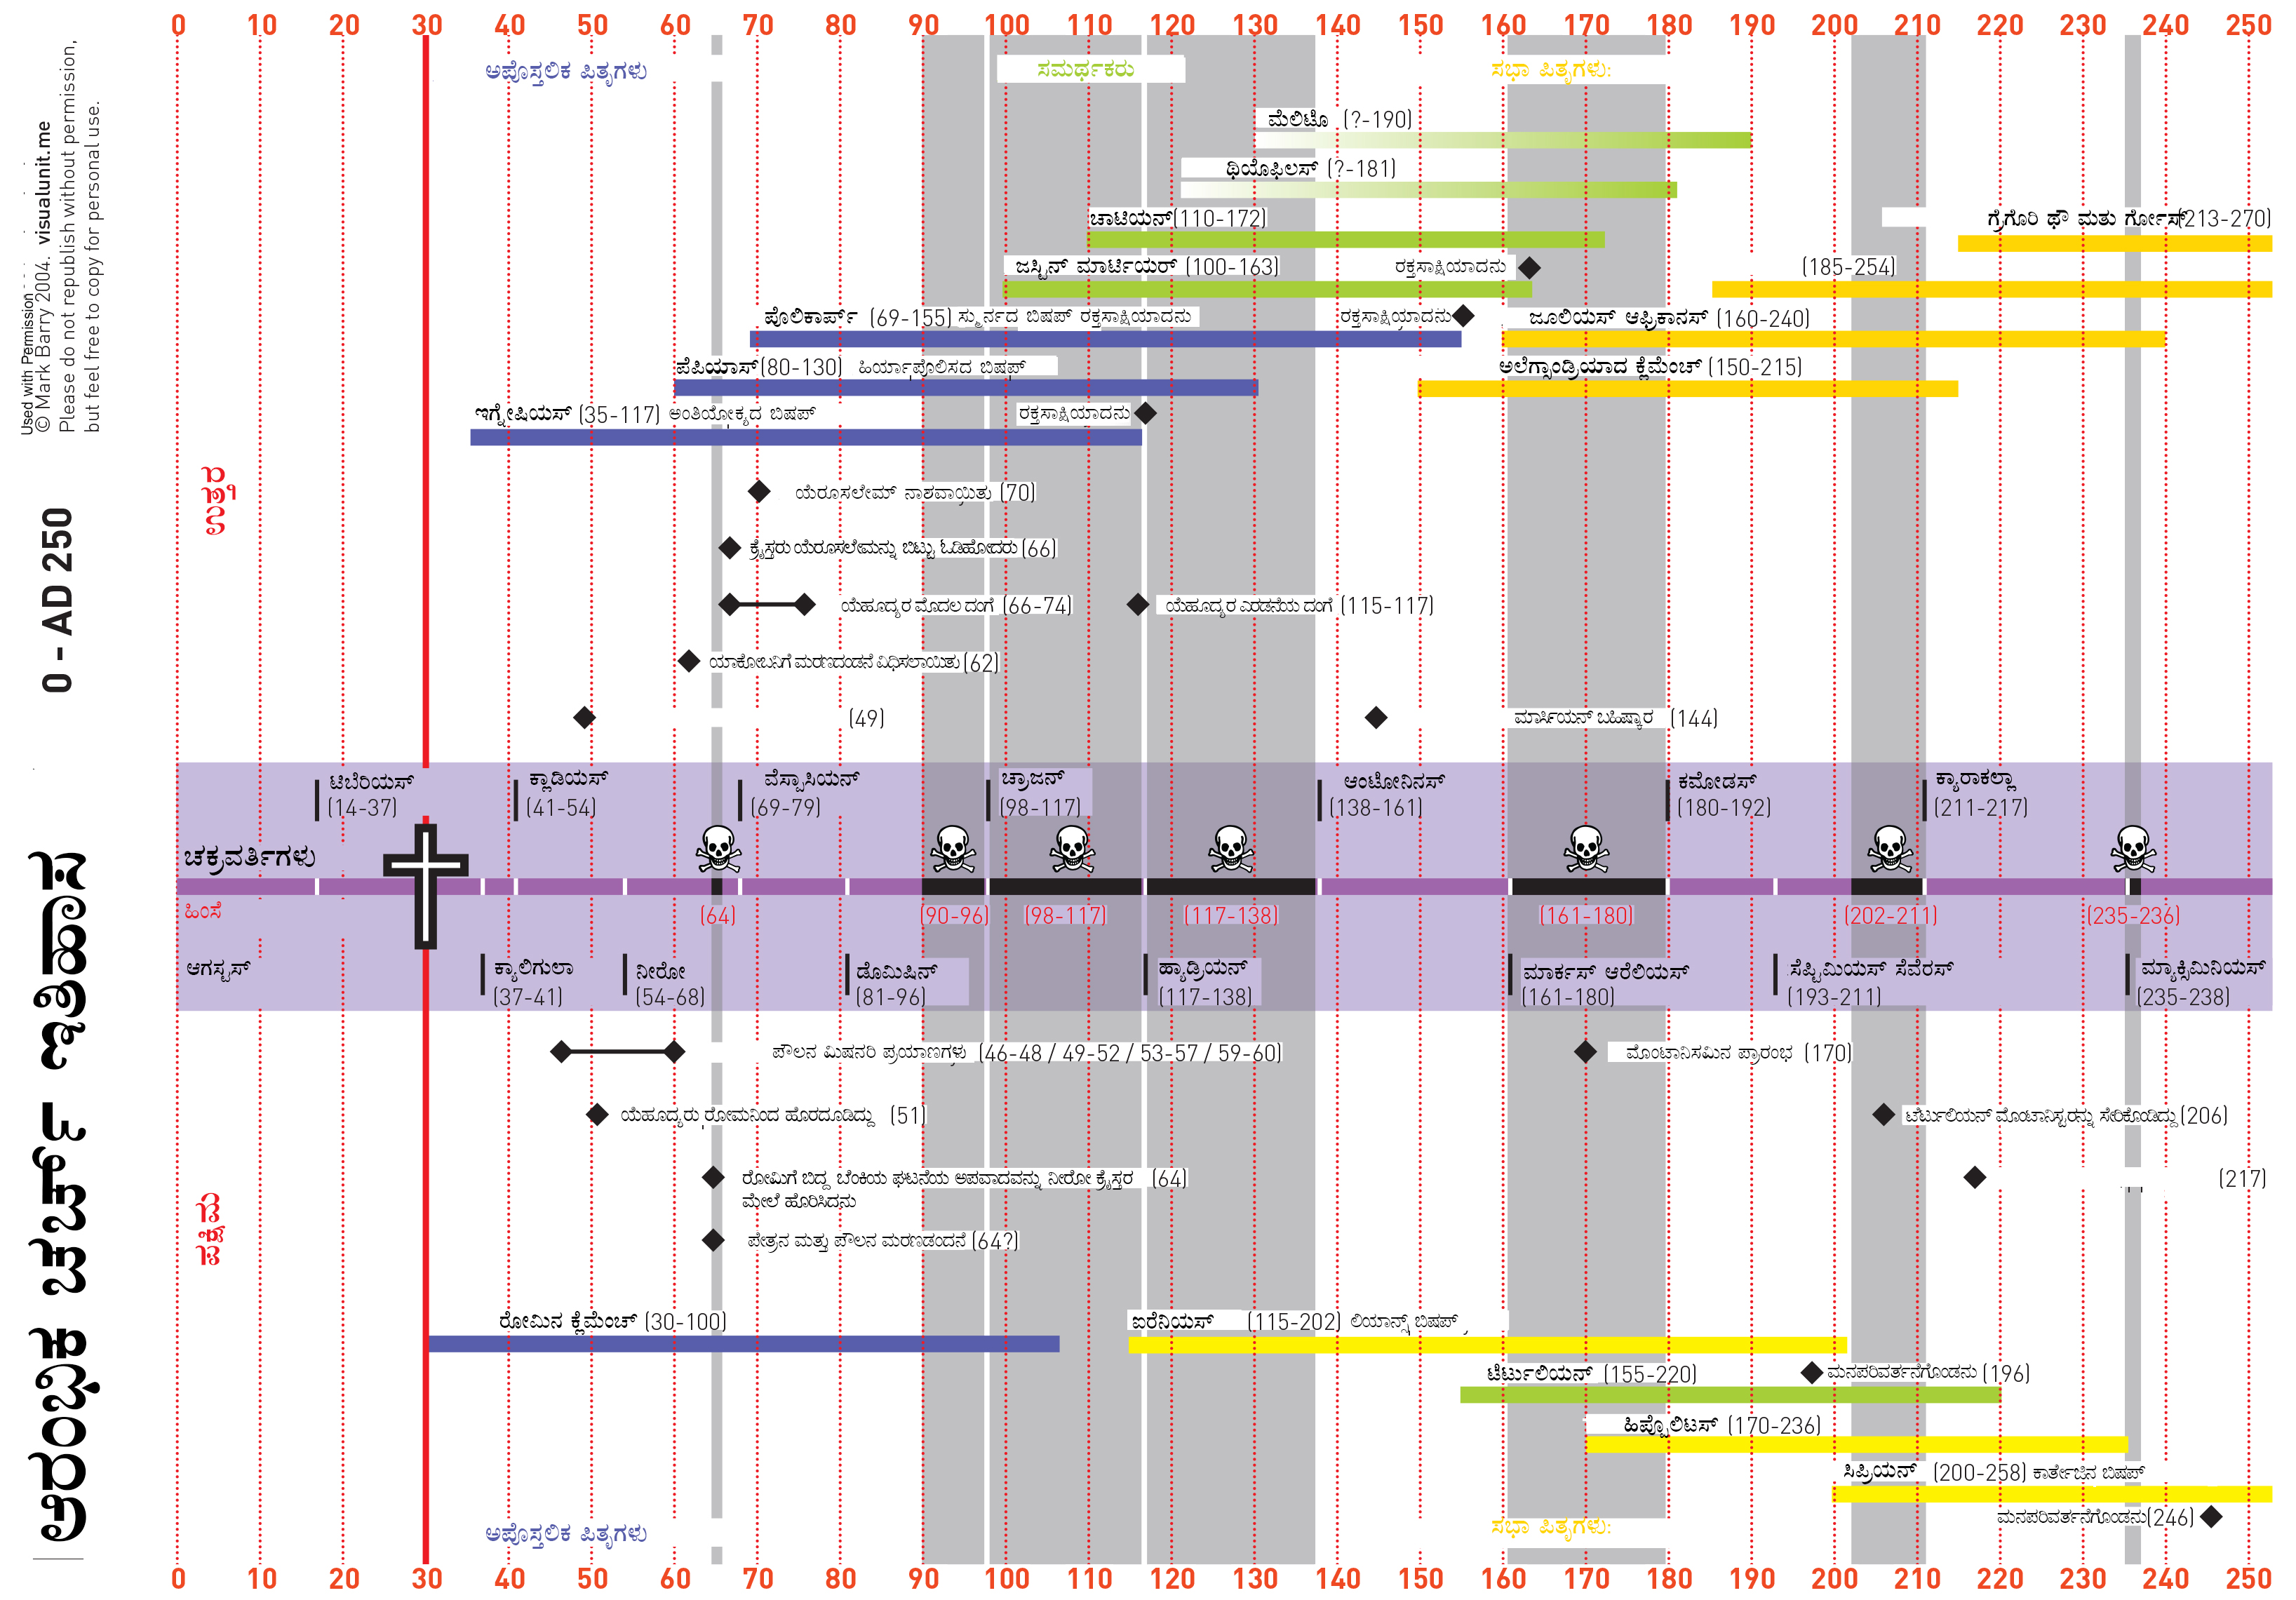 0 10 20 30 40 50 60 70 80 90 100 110 120 130 140 150 160 170 180 190 200 210 220 230 240 250
ಅಪೊಸ್ತಲಿಕ ಪಿತೃಗಳು
ಸಮರ್ಥಕರು
ಸಭಾ ಪಿತೃಗಳು:
ಮೆಲಿಟೊ (?-190)
ಥಿಯೊಫಿಲಸ್ (?-181)
ಚಾಟಿಯನ್(110-172)
ಗ್ರೆಗೊರಿ ಥೌ ಮತು ರ್ಗೋಸ್(213-270)
ಜಸ್ಟಿನ್ ಮಾರ್ಟಿಯರ್ (100-163)
ರಕ್ತಸಾಕ್ಷಿಯಾದನು
(185-254)
ಪೊಲಿಕಾರ್ಪ್ (69-155) ಸ್ಮುರ್ನದ ಬಿಷಪ್ ರಕ್ತಸಾಕ್ಷಿಯಾದನು
ರಕ್ತಸಾಕ್ಷಿಯಾದನು
ಜೂಲಿಯಸ್ ಆಫ್ರಿಕಾನಸ್ (160-240)
ಪೆಪಿಯಾಸ್(80-130) ಹಿರ್ಯಾಪೊಲಿಸದ ಬಿಷಪ್
ಅಲೆಗ್ಸಾಂಡ್ರಿಯಾದ ಕ್ಲೆಮೆಂಚ್ (150-215)
ಇಗ್ನೇಷಿಯಸ್ (35-117) ಅಂತಿಯೋಕ್ಯದ ಬಿಷಪ್
ರಕ್ತಸಾಕ್ಷಿಯಾದನು
ಯೆರೂಸಲೇಮ್ ನಾಶವಾಯಿತು (70)
ಕ್ರೈಸ್ತರು ಯೆರೂಸಲೇಮನ್ನು ಬಿಟ್ಟು ಓಡಿಹೋದರು (66)
ಯೆಹೂದ್ಯರ ಮೊದಲ ದಂಗೆ (66-74)
ಯೆಹೂದ್ಯರ ಎರಡನೆಯ ದಂಗೆ (115-117)
ಯಾಕೋಬನಿಗೆ ಮರಣದಂಡನೆ ವಿಧಿಸಲಾಯಿತು (62)
(49)
ಮಾರ್ಸಿಯನ್ ಬಹಿಷ್ಕಾರ (144)
ಟಿಬೆರಿಯಸ್
(14-37)
ಕ್ಲಾಡಿಯಸ್
(41-54)
ವೆಸ್ಪಾಸಿಯನ್
(69-79)
ಚ್ರಾಜನ್
(98-117)
ಆಂಟೋನಿನಸ್
(138-161)
ಕಮೋಡಸ್
(180-192)
ಕ್ಯಾರಾಕಲ್ಲಾ
(211-217)
ಚಕ್ರವರ್ತಿಗಳು
ಹಿಂಸೆ
(64) (90-96) (98-117) (117-138) (161-180) (202-211) (235-236)
ಆಗಸ್ಟಸ್
ಕ್ಯಾಲಿಗುಲಾ
(37-41)
ನೀರೋ
(54-68)
ಡೊಮಿಷಿನ್
(81-96)
ಹ್ಯಾಡ್ರಿಯನ್
(117-138)
ಮಾರ್ಕಸ್ ಆರೆಲಿಯಸ್
(161-180)
ಸೆಪ್ಟಿಮಿಯಸ್ ಸೆವೆರಸ್
(193-211)
ಮ್ಯಾಕ್ಸಿಮಿನಿಯಸ್
(235-238)
ಪೌಲನ ಮಿಷನರಿ ಪ್ರಯಾಣಗಳು (46-48 / 49-52 / 53-57 / 59-60)
ಮೊಂಟಾನಿಸಮಿನ ಪ್ರಾರಂಭ (170)
ಯೆಹೂದ್ಯರು ರೋಮನಿಂದ ಹೊರದೂಡಿದ್ದು (51)
ಟೆರ್ಟುಲಿಯನ್ ಮೊಂಟಾನಿಸ್ಟರನ್ನು ಸೇರಿಕೊಂಡಿದ್ದು (206)
ರೋಮಿಗೆ ಬಿದ್ದ ಬೆಂಕಿಯ ಘಟನೆಯ ಅಪವಾದವನ್ನು ನೀರೋ ಕ್ರೈಸ್ತರ (64)
ಮೇಲೆ ಹೊರಿಸಿದನು
(217)
ಪೇತ್ರನ ಮತ್ತು ಪೌಲನ ಮರಣಡಂದನೆ (64?)
ರೋಮಿನ ಕ್ಲೆಮೆಂಚ್ (30-100)
ಐರೆನಿಯಸ್ (115-202) ಲಿಯಾನ್ಸ್ ಬಿಷಪ್
ಟೆರ್ಟುಲಿಯನ್ (155-220)
ಮನಪರಿವರ್ತನೆಗೊಂಡನು (196)
ಹಿಪ್ಪೊಲಿಟಸ್ (170-236)
ಸಿಪ್ರಿಯನ್ (200-258) ಕಾರ್ತೇಜಿನ ಬಿಷಪ್
ಮನಪರಿವರ್ತನೆಗೊಂಡನು(246)
ಅಪೊಸ್ತಲಿಕ ಪಿತೃಗಳು
ಸಭಾ ಪಿತೃಗಳು:
0 10 20 30 40 50 60 70 80 90 100 110 120 130 140 150 160 170 180 190 200 210 220 230 240 250
ಪ್ರಿರಂಭಿಕ ಚರ್ಚ್‌ನ ಇತಿಹಾಸ
0 - AD 250
Used with Permission
© Mark Barry 2004. visualunit.me
Please do not republish without permission,
but feel free to copy for personal use.